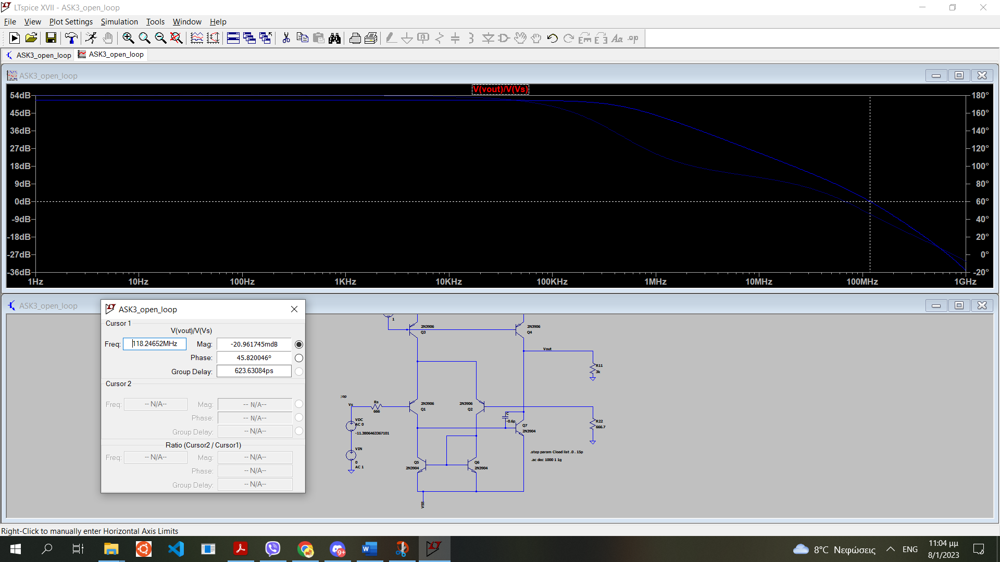 LTspice XVII - ASK3_open_loop
File View Plot Settings Simulation Tools Window Help
ASK3_open_loop ASK3_open_loop
ASK3_open_loop
V(vout)/V(Vs)
54dB 180°
45dB 160°
36dB 140°
27dB 120°
18dB 100°
9dB 80°
0dB 60°
-9dB 40°
-18dB 20°
-27dB 0°
-36dB -20°
1Hz 10Hz 100Hz 1KHz 10KHz 100KHz 1MHz 10MHz 100MHz 1GHz
ASK3_open_loop
ASK3_open_loop
Cursor 1
V(vout)/V(Vs)
Freq: 118.24652MHz Mag: -20.961745mdB
Phase: 45.820046°
Group Delay: 623.63084ps
Cursor 2
Freq: -- N/A-- Mag: -- N/A--
Phase: -- N/A--
Group Delay: -- N/A--
Ratio (Cursor2 / Cursor1)
Freq: -- N/A-- Mag: -- N/A--
Phase: -- N/A--
Group Delay: -- N/A--
1
2N3906
Q3
2N3906
Q4
Vout
R11
3k
Vs
Rs
666
2N3906
Q1
2N3906
Q2
VDC
AC 0
-11.3806463367101
C
-0.6p
Q7
2N3904
R22
666.7
VIN
0
AC 1
Q5
2N3904
Q6
2N3904
.step param Cload list .0 . 15p
.ac dec 1000 1 1g
VSS
Right-Click to manually enter Horizontal Axis Limits
9+
8°C Νεφώσεις ENG
11:04 μμ
8/1/2023